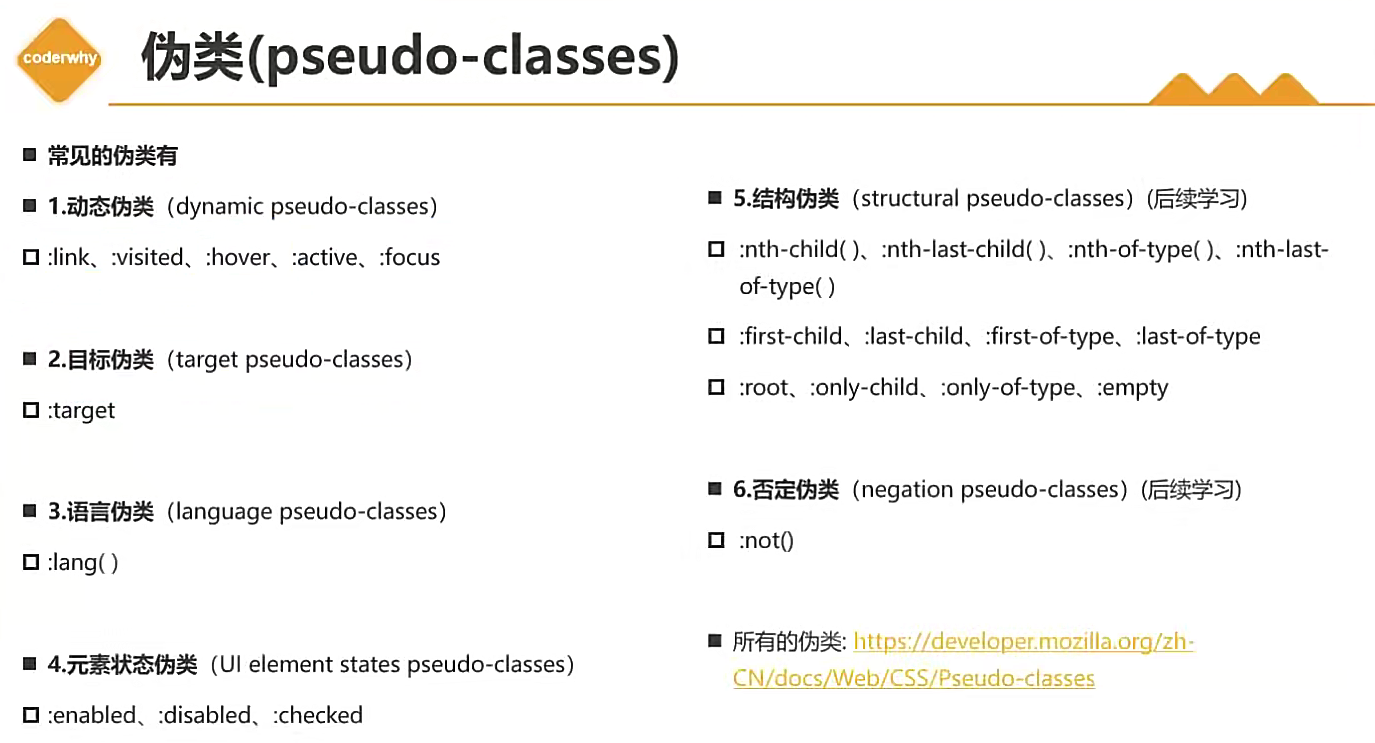 coderwhy
伪类(pseudo-classes)
常见的伪类有
1.动态伪类（dynamic pseudo-classes）
:link、:visited、:hover、:active、:focus
2.目标伪类（target pseudo-classes）
:target
3.语言伪类（language pseudo-classes）
:lang( )
4.元素状态伪类（UI element states pseudo-classes）
:enabled、:disabled、:checked
5.结构伪类（structural pseudo-classes）(后续学习)
:nth-child( )、:nth-last-child( )、:nth-of-type( )、:nth-last-
of-type( )
:first-child、:last-child、:first-of-type、:last-of-type
:root、:only-child、:only-of-type、:empty
6.否定伪类（negation pseudo-classes）(后续学习)
:not()
所有的伪类: https://developer.mozilla.org/zh-
CN/docs/Web/CSS/Pseudo-classes